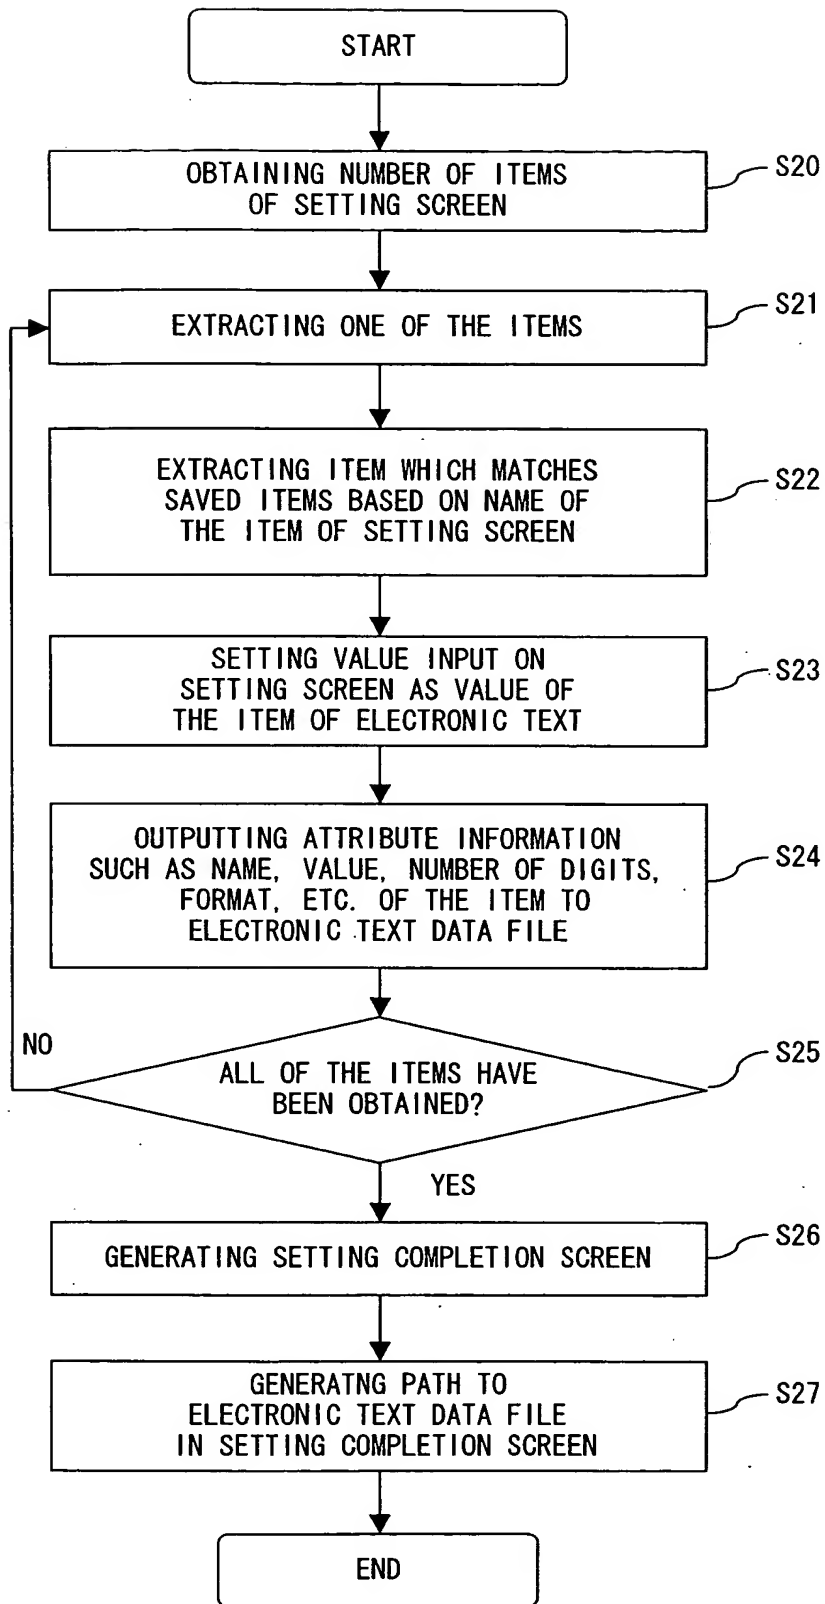 START
OBTAINING NUMBER OF ITEMS
OF SETTING SCREEN
S20
EXTRACTING ONE OF THE ITEMS
S21
EXTRACTING ITEM WHICH MATCHES
SAVED ITEMS BASED ON NAME OF
THE ITEM OF SETTING SCREEN
S22
SETTING VALUE INPUT ON
SETTING SCREEN AS VALUE OF
THE ITEM OF ELECTRONIC TEXT
S23
OUTPUTTING ATTRIBUTE INFORMATION
SUCH AS NAME, VALUE, NUMBER OF DIGITS,
FORMAT, ETC. OF THE ITEM TO
ELECTRONIC TEXT DATA FILE
S24
NO
ALL OF THE ITEMS HAVE
BEEN OBTAINED?
S25
YES
GENERATING SETTING COMPLETION SCREEN
S26
GENERATNG PATH TO
ELECTRONIC TEXT DATA FILE
IN SETTING COMPLETION SCREEN
S27
END